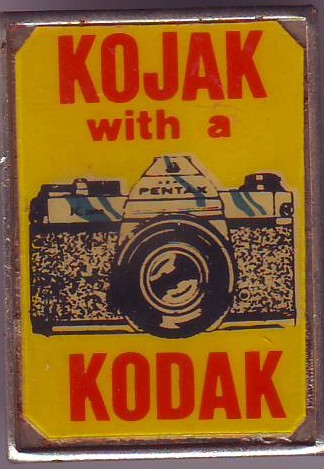 KOJAK
with a
PENTAX
KODAK